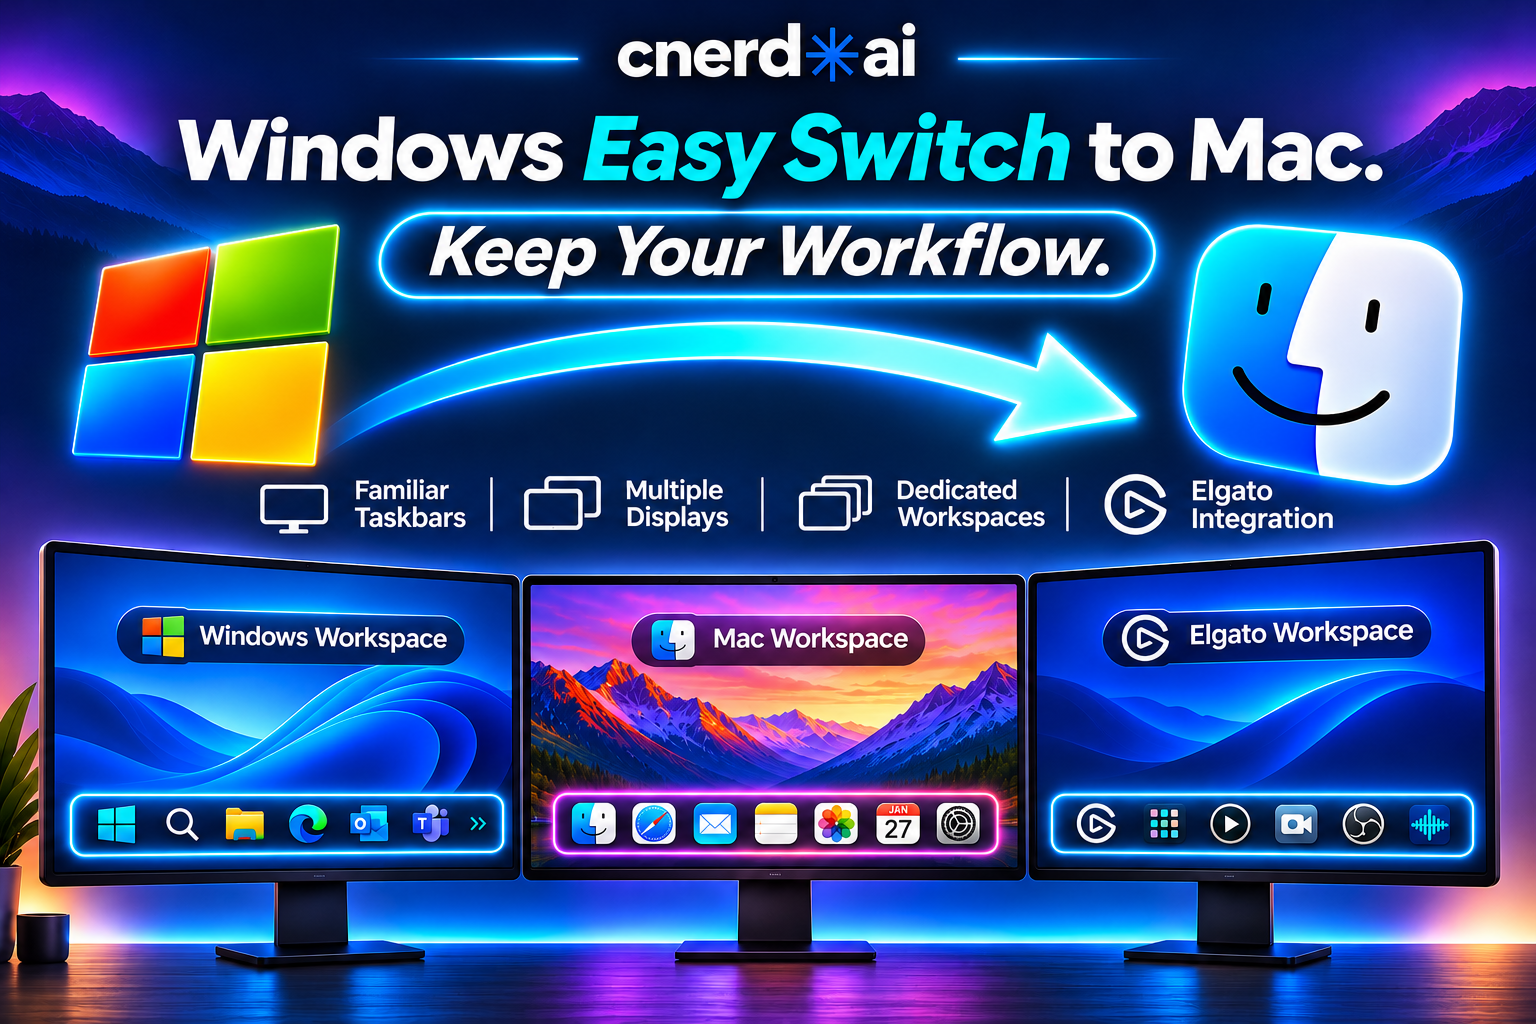 cnerd✳ai
Windows Easy Switch to Mac.
Keep Your Workflow.
Familiar
Taskbars
Multiple
Displays
Dedicated
Workspaces
Elgato
Integration
Windows Workspace
Mac Workspace
Elgato Workspace
O
T
JAN
27